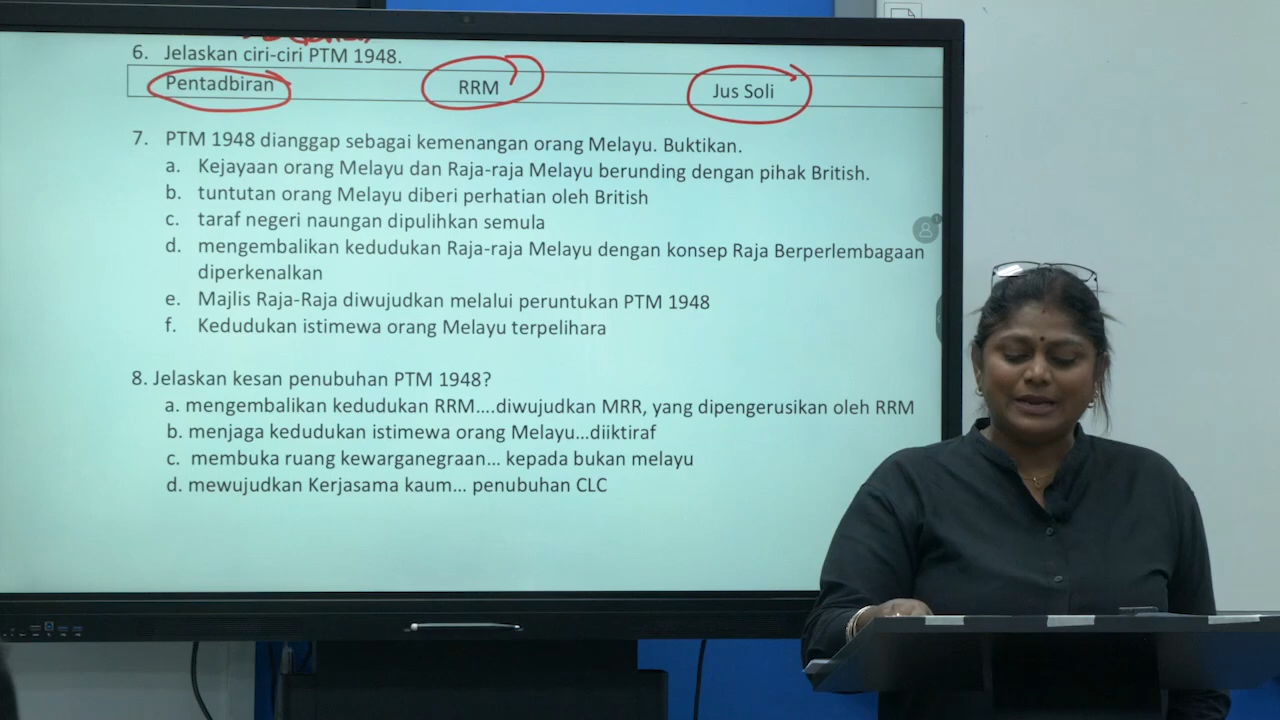 6. Jelaskan ciri-ciri PTM 1948.
Pentadbiran RRM Jus Soli
7. PTM 1948 dianggap sebagai kemenangan orang Melayu. Buktikan.
a. Kejayaan orang Melayu dan Raja-raja Melayu berunding dengan pihak British.
b. tuntutan orang Melayu diberi perhatian oleh British
c. taraf negeri naungan dipulihkan semula
d. mengembalikan kedudukan Raja-raja Melayu dengan konsep Raja Berperlembagaan
diperkenalkan
e. Majlis Raja-Raja diwujudkan melalui peruntukan PTM 1948
f. Kedudukan istimewa orang Melayu terpelihara
8. Jelaskan kesan penubuhan PTM 1948?
a. mengembalikan kedudukan RRM....diwujudkan MRR, yang dipengerusikan oleh RRM
b. menjaga kedudukan istimewa orang Melayu...diiktiraf
c. membuka ruang kewarganegraan... kepada bukan melayu
d. mewujudkan Kerjasama kaum... penubuhan CLC